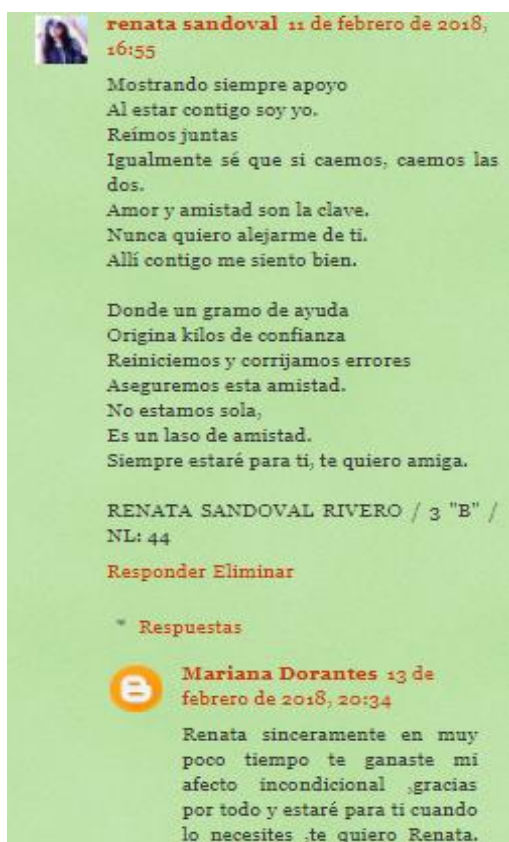 renata sandoval 11 de febrero de 2018,
16:55
Mostrando siempre apoyo
Al estar contigo soy yo.
Reímos juntas
Igualmente sé que si caemos, caemos las
dos.
Amor y amistad son la clave.
Nunca quiero alejarme de ti.
Allí contigo me siento bien.
Donde un gramo de ayuda
Origina kilos de confianza
Reiniciemos y corrijamos errores
Aseguremos esta amistad.
No estamos sola,
Es un laso de amistad.
Siempre estaré para ti, te quiero amiga.
RENATA SANDOVAL RIVERO / 3 "B" /
NL: 44
Responder Eliminar
Respuestas
Mariana Dorantes 13 de
febrero de 2018, 20:34
Renata sinceramente en muy
poco tiempo te ganaste mi
afecto incondicional ,gracias
por todo y estaré para ti cuando
lo necesites ,te quiero Renata.